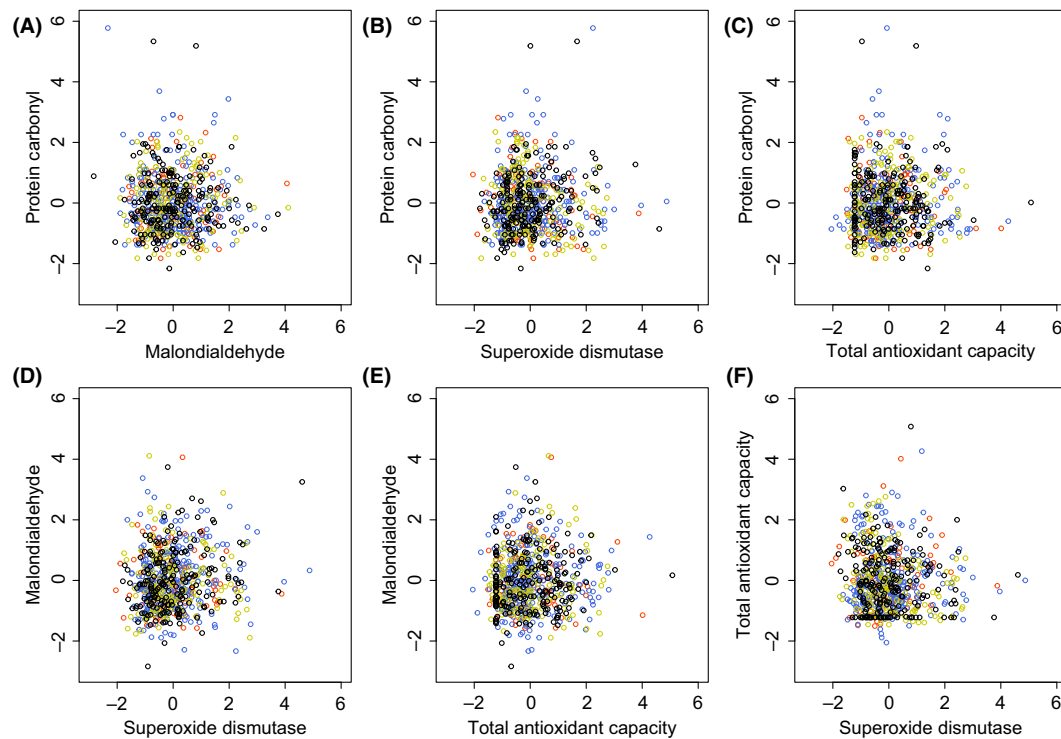 (A)
Protein carbonyl
6
4
2
0
−2
−2 0 2 4 6
Malondialdehyde
(B)
Protein carbonyl
6
4
2
0
−2
−2 0 2 4 6
Superoxide dismutase
(C)
Protein carbonyl
6
4
2
0
−2
−2 0 2 4 6
Total antioxidant capacity
(D)
Malondialdehyde
6
4
2
0
−2
−2 0 2 4 6
Superoxide dismutase
(E)
Malondialdehyde
6
4
2
0
−2
−2 0 2 4 6
Total antioxidant capacity
(F)
Total antioxidant capacity
6
4
2
0
−2
−2 0 2 4 6
Superoxide dismutase